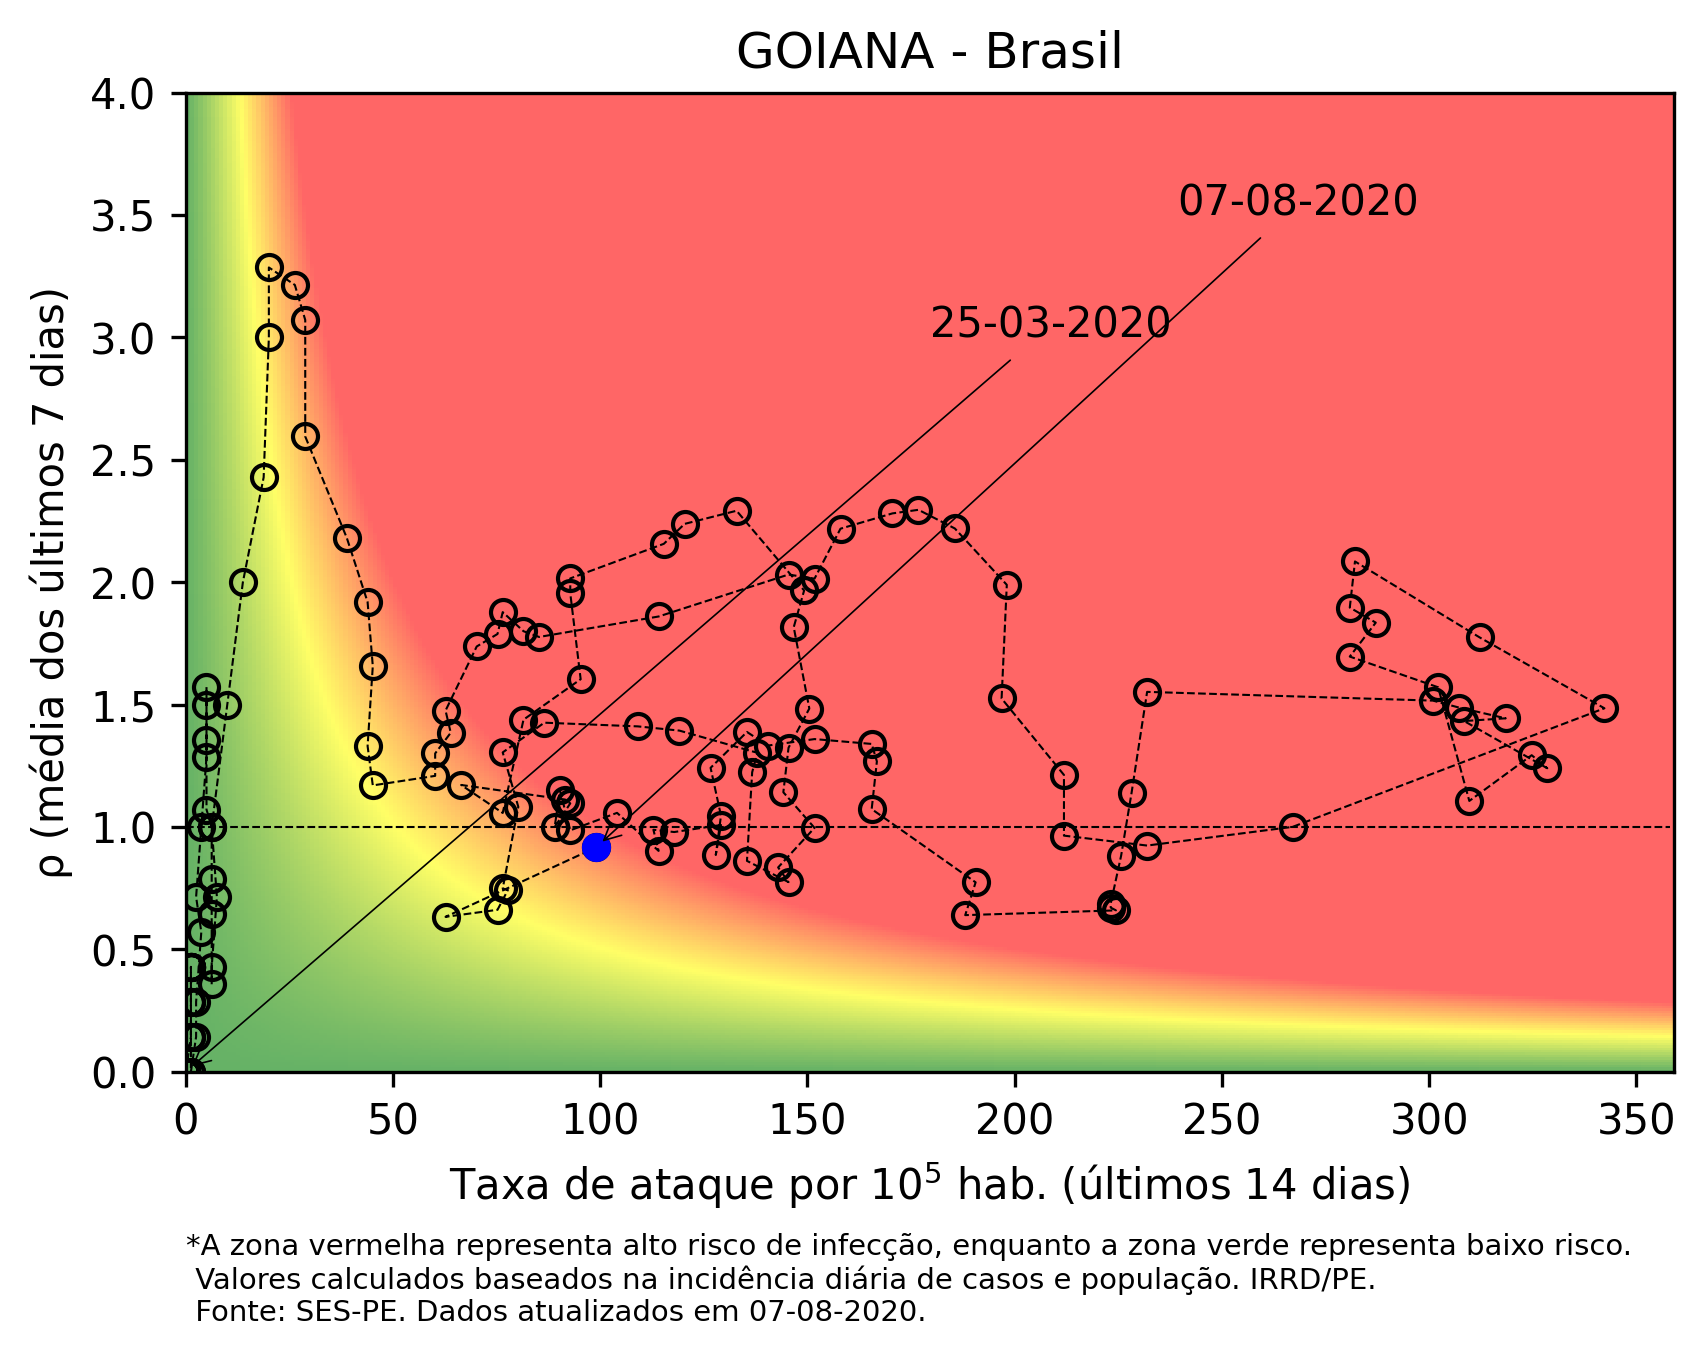 GOIANA - Brasil
4.0
3.5
3.0
2.5
2.0
1.5
1.0
0.5
0.0
ρ (média dos últimos 7 dias)
07-08-2020
25-03-2020
0 50 100 150 200 250 300 350
Taxa de ataque por 10⁵ hab. (últimos 14 dias)
*A zona vermelha representa alto risco de infecção, enquanto a zona verde representa baixo risco.
Valores calculados baseados na incidência diária de casos e população. IRRD/PE.
Fonte: SES-PE. Dados atualizados em 07-08-2020.